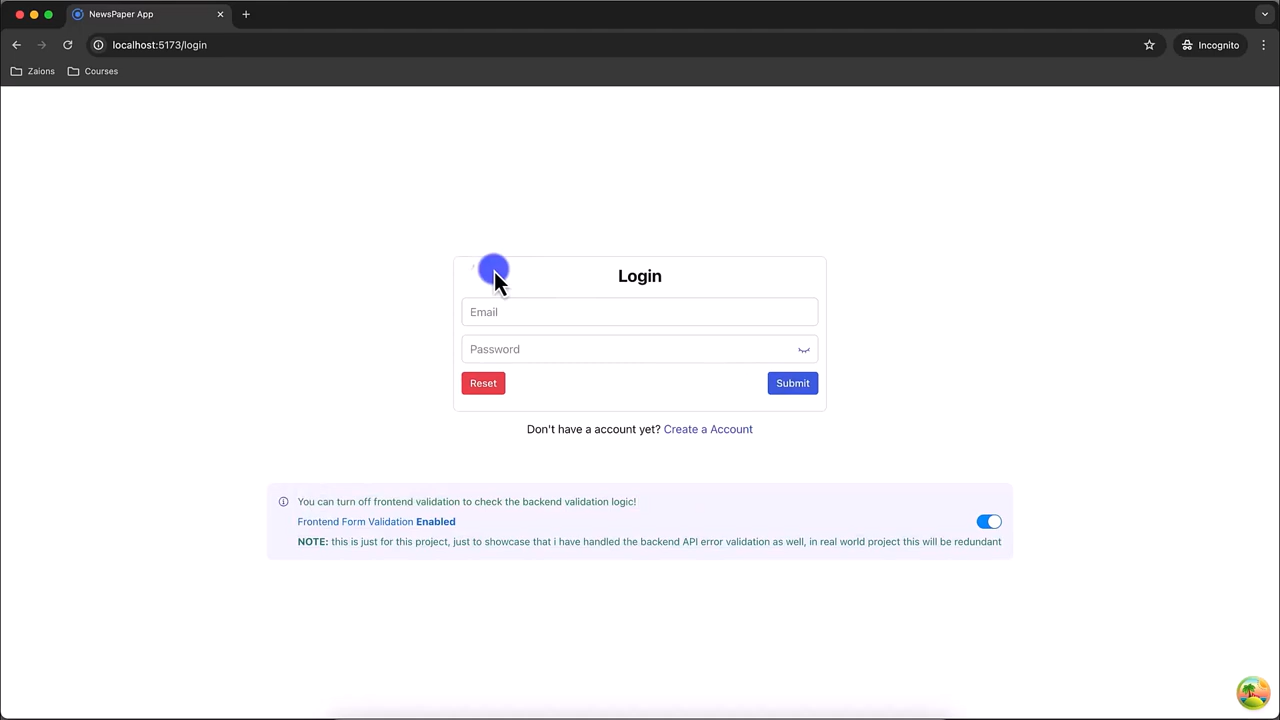 NewsPaper App
localhost:5173/login
Incognito
Zaions
Courses
Login
Email
Password
Reset
Submit
Don't have a account yet? Create a Account
You can turn off frontend validation to check the backend validation logic!
Frontend Form Validation Enabled
NOTE: this is just for this project, just to showcase that i have handled the backend API error validation as well, in real world project this will be redundant